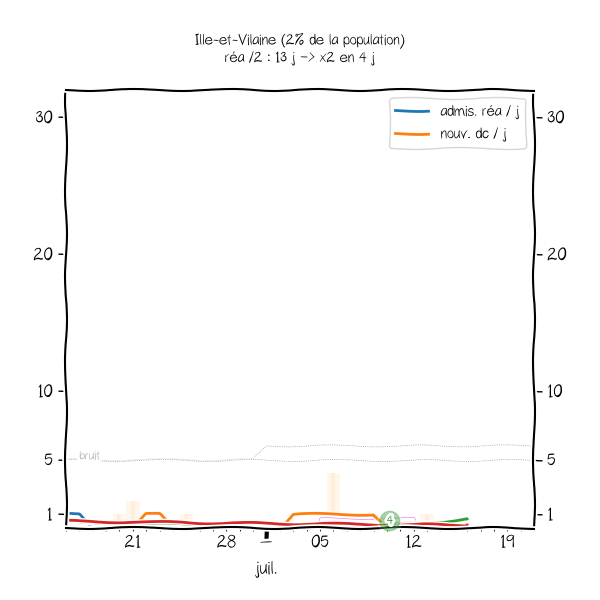 Ille-et-Vilaine (2% de la population)
réa /2 : 13 j -> x2 en 4 j
admis. réa / j
nouv. dc / j
30
30
20
20
10
10
5
bruit
5
1
4
1
21
28
1
05
12
19
juil.